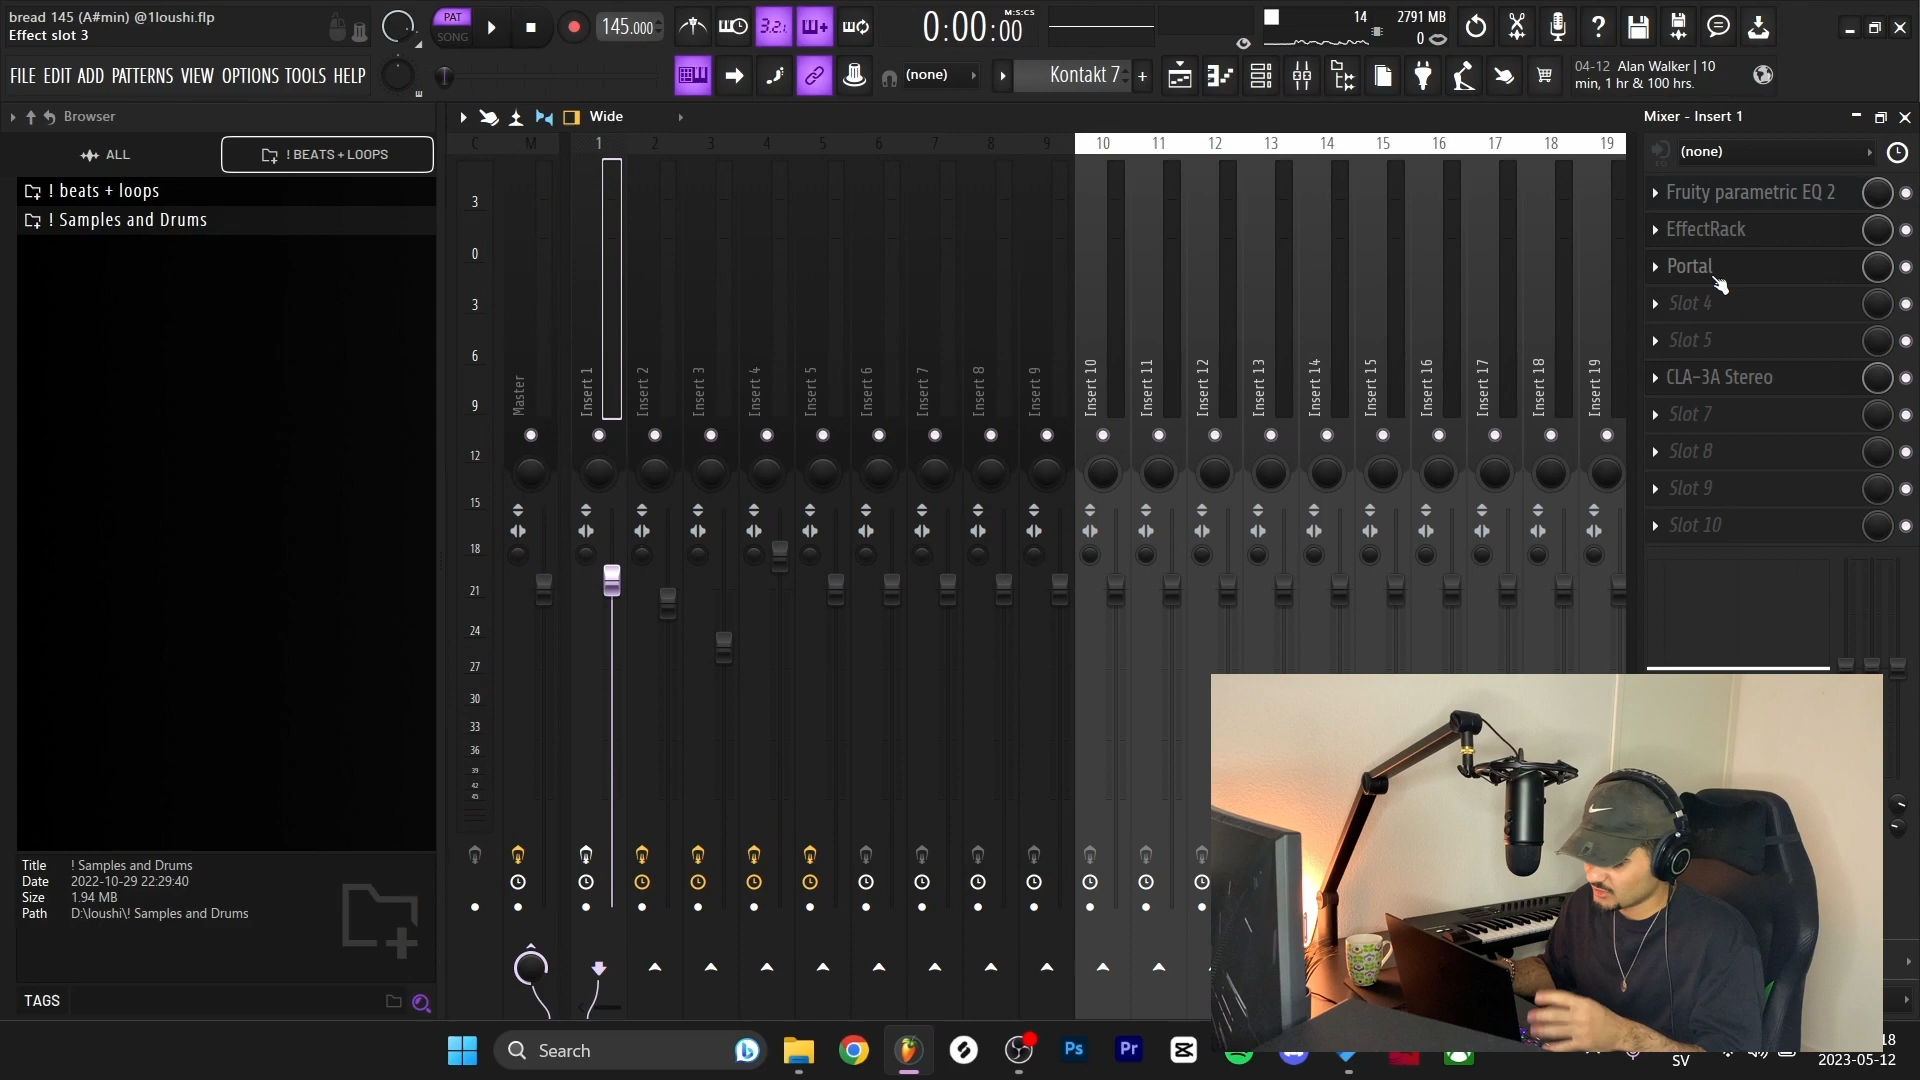 bread 145 (A#min) @1loushi.flp
Effect slot 3
PAT
SONG
145.000
3.2.
0:00:00
M:S:CS
14
2791 MB
0
FILE EDIT ADD PATTERNS VIEW OPTIONS TOOLS HELP
(none)
Kontakt 7
04-12 Alan Walker | 10
min, 1 hr & 100 hrs.
Browser
Wide
Mixer - Insert 1
ALL
! BEATS + LOOPS
! beats + loops
! Samples and Drums
C M 1 2 3 4 5 6 7 8 9 10 11 12 13 14 15 16 17 18 19
3
0
3
6
9
12
15
18
21
24
27
30
33
36
39
42
45
Master
Insert 1
Insert 2
Insert 3
Insert 4
Insert 5
Insert 6
Insert 7
Insert 8
Insert 9
Insert 10
Insert 11
Insert 12
Insert 13
Insert 14
Insert 15
Insert 16
Insert 17
Insert 18
Insert 19
(none)
EQ
Fruity parametric EQ 2
EffectRack
Portal
Slot 4
Slot 5
CLA-3A Stereo
Slot 7
Slot 8
Slot 9
Slot 10
Title ! Samples and Drums
Date 2022-10-29 22:29:40
Size 1.94 MB
Path D:\loushi\! Samples and Drums
TAGS
Search
Ps
Pr
SV
18
2023-05-12